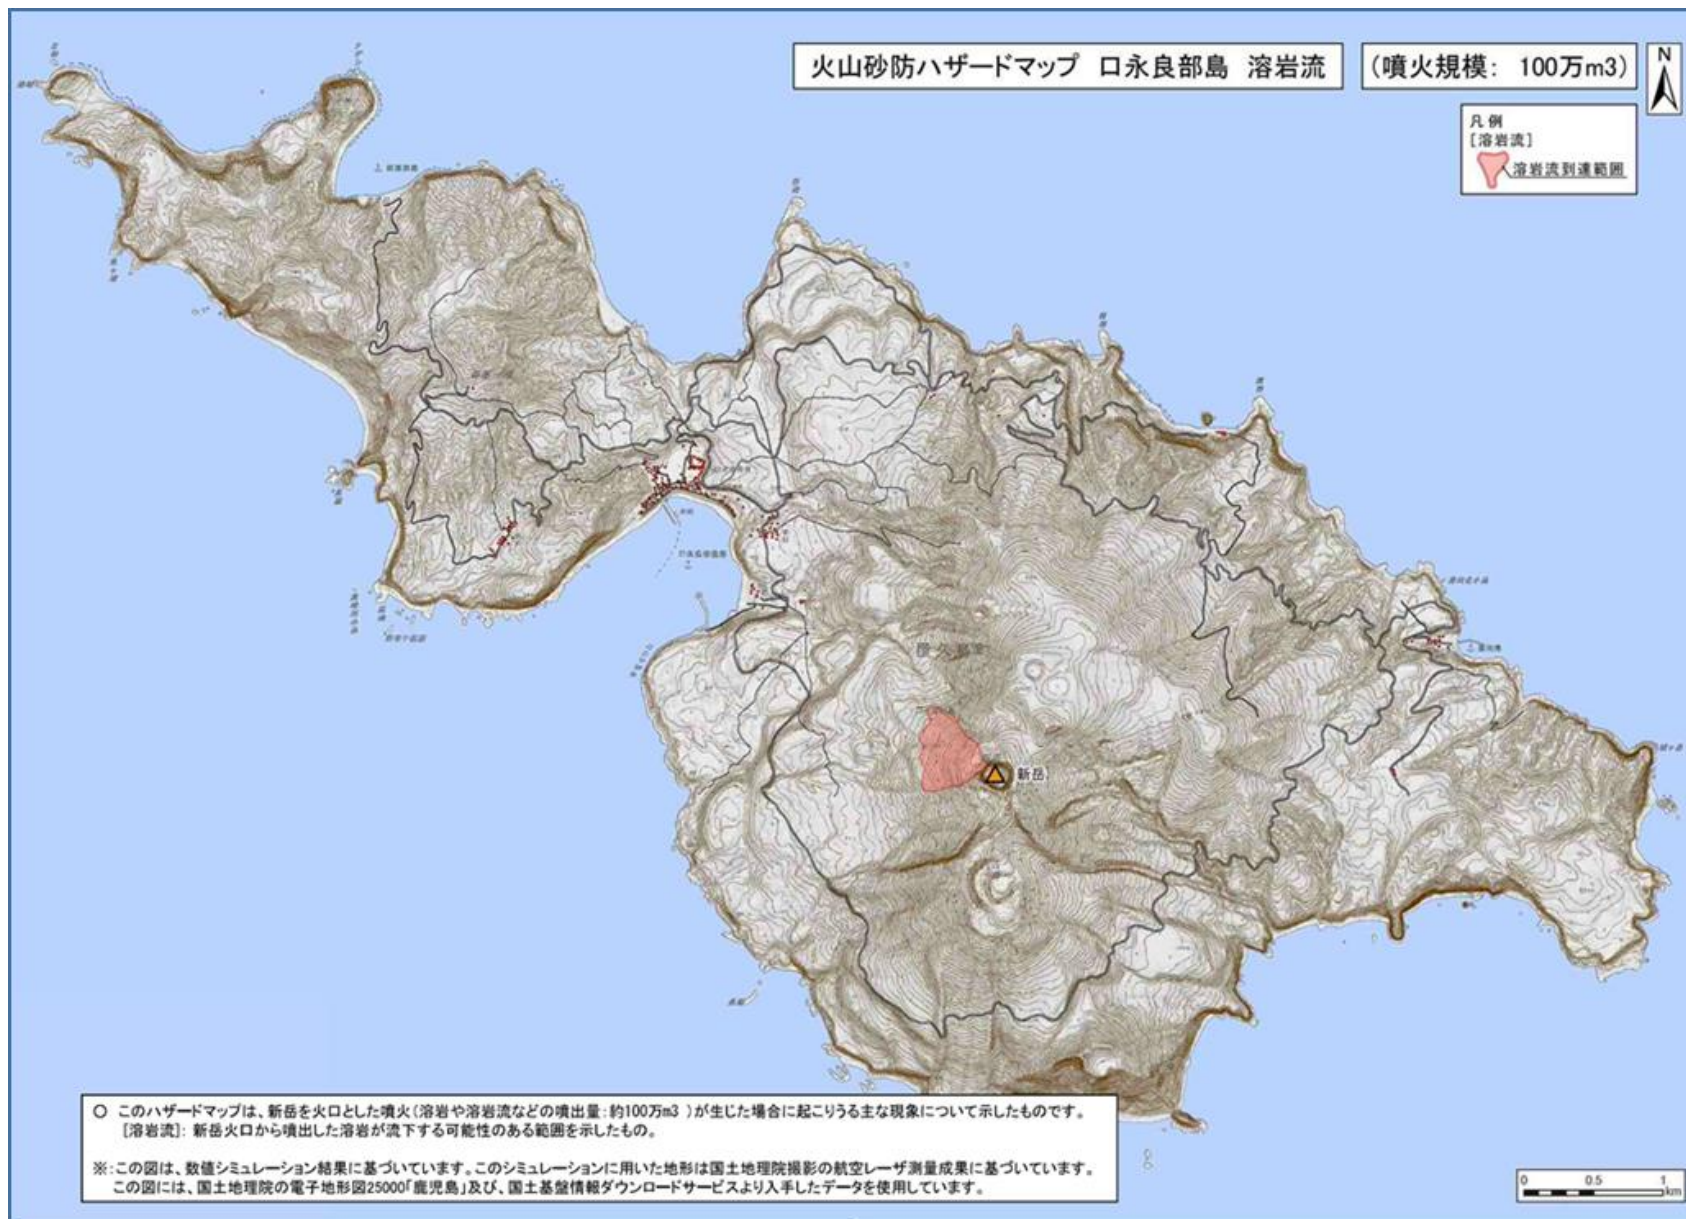 火山砂防ハザードマップ 口永良部島 溶岩流
(噴火規模: 100万m3)
N
凡例
[溶岩流]
溶岩流到達範囲
新岳
○ このハザードマップは、新岳を火口とした噴火(溶岩や溶岩流などの噴出量:約100万m3 )が生じた場合に起こりうる主な現象について示したものです。
[溶岩流]: 新岳火口から噴出した溶岩が流下する可能性のある範囲を示したもの。
※:この図は、数値シミュレーション結果に基づいています。このシミュレーションに用いた地形は国土地理院撮影の航空レーザ測量成果に基づいています。
この図には、国土地理院の電子地形図25000「鹿児島」及び、国土基盤情報ダウンロードサービスより入手したデータを使用しています。
0 0.5 1
km